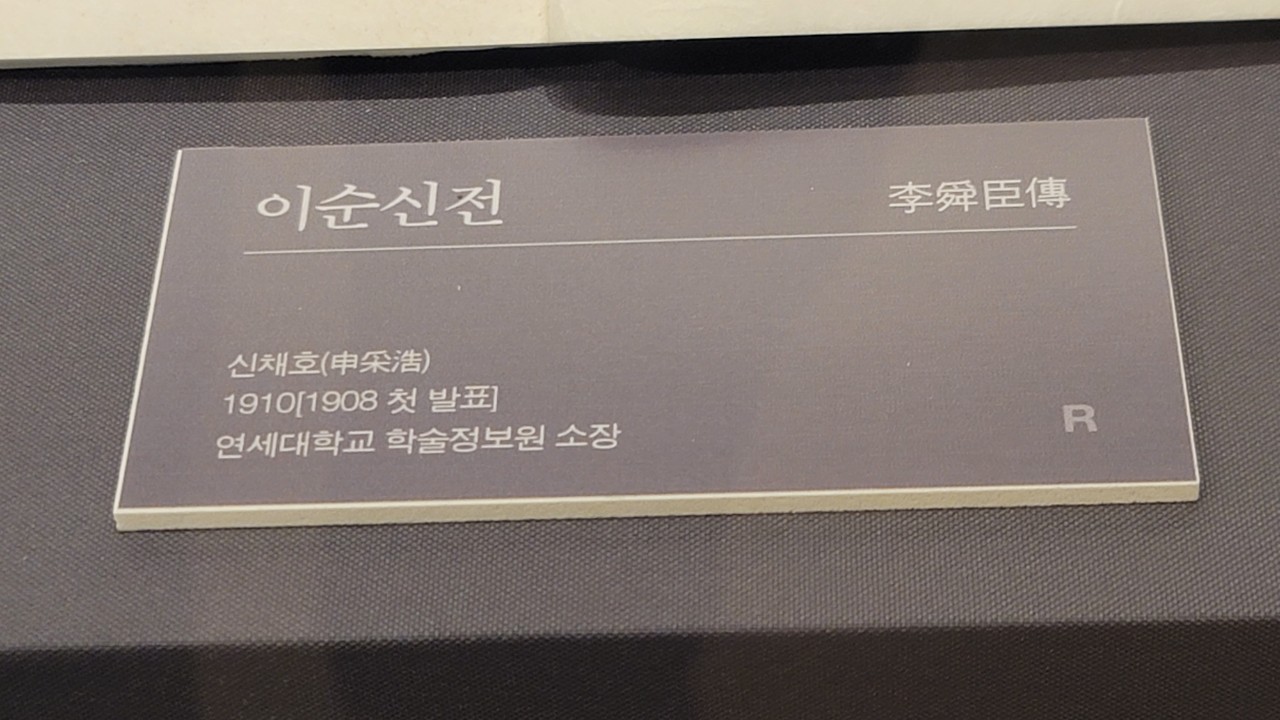 이순신전 李舜臣傳
신채호(申采浩)
1910[1908 첫 발표]
연세대학교 학술정보원 소장
R